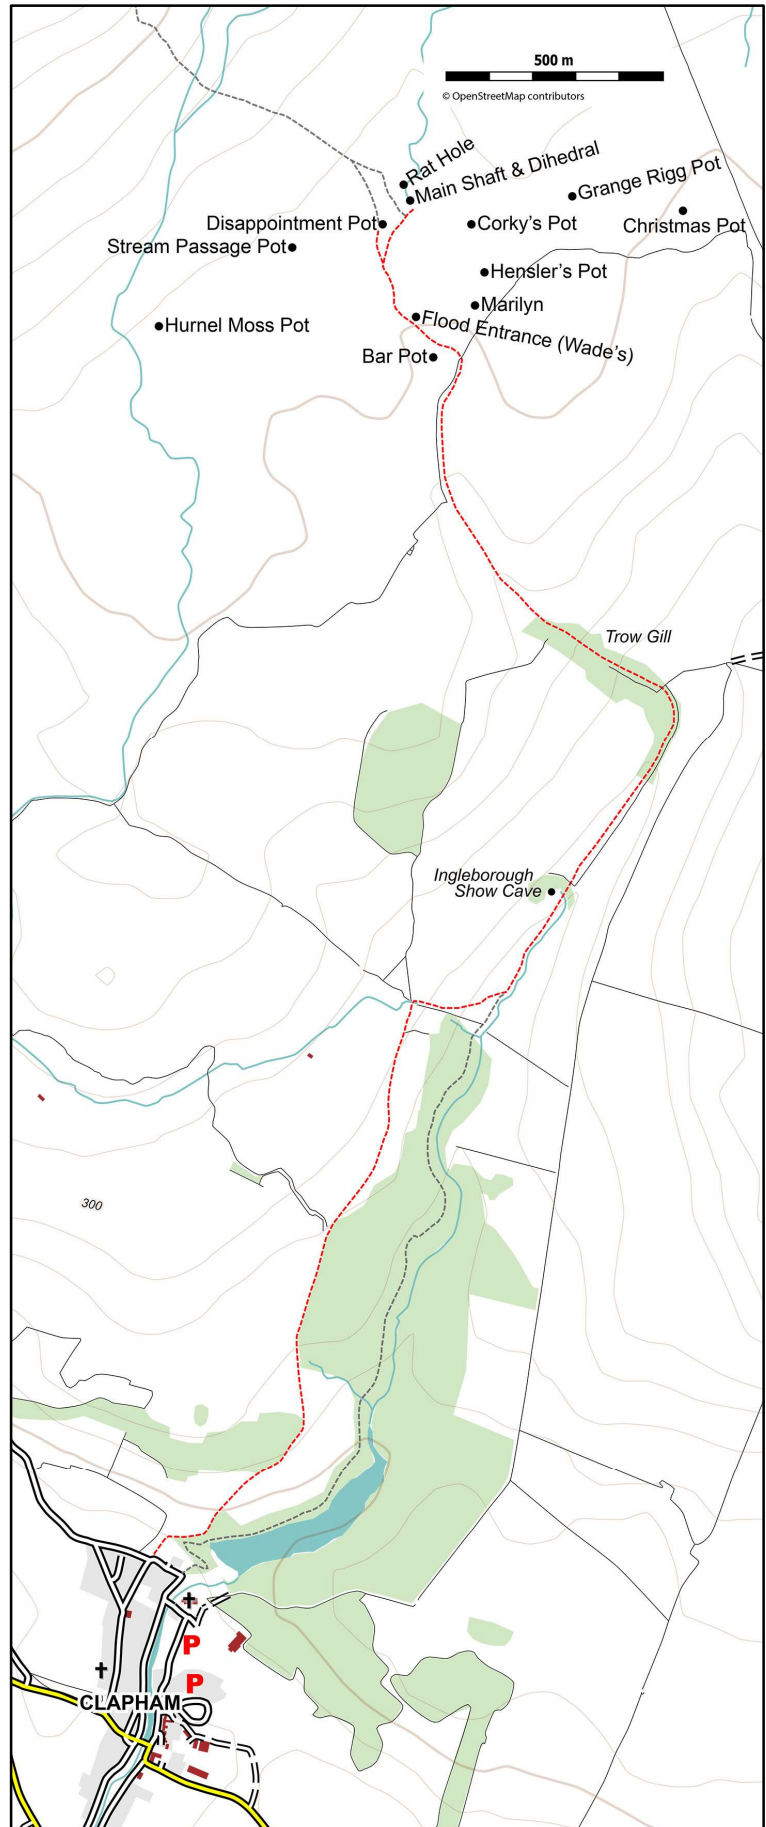 500 m
© OpenStreetMap contributors
Rat Hole
Main Shaft & Dihedral
Grange Rigg Pot
Disappointment Pot
Corky's Pot
Christmas Pot
Stream Passage Pot
Hensler's Pot
Marilyn
Hurnel Moss Pot
Flood Entrance (Wade's)
Bar Pot
Trow Gill
Ingleborough
Show Cave
300
P
P
CLAPHAM